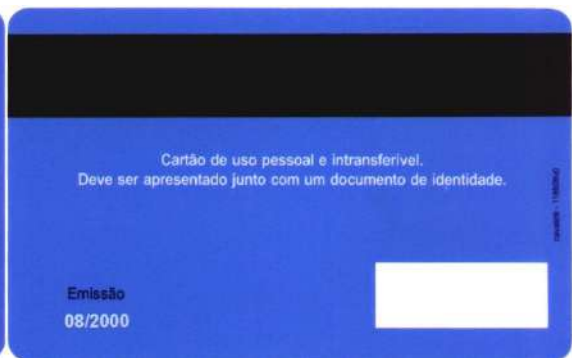 Cartão de uso pessoal e intransferível.
Deve ser apresentado junto com um documento de identidade.
Emissão
08/2000